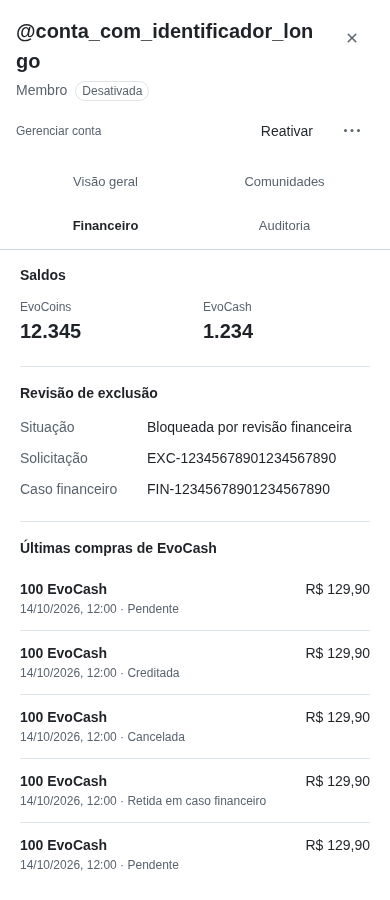 @conta_com_identificador_lon
go
✕
Membro Desativada
Gerenciar conta Reativar ···
Visão geral Comunidades
Financeiro Auditoria
Saldos
EvoCoins EvoCash
12.345 1.234
Revisão de exclusão
Situação Bloqueada por revisão financeira
Solicitação EXC-12345678901234567890
Caso financeiro FIN-12345678901234567890
Últimas compras de EvoCash
100 EvoCash R$ 129,90
14/10/2026, 12:00 · Pendente
100 EvoCash R$ 129,90
14/10/2026, 12:00 · Creditada
100 EvoCash R$ 129,90
14/10/2026, 12:00 · Cancelada
100 EvoCash R$ 129,90
14/10/2026, 12:00 · Retida em caso financeiro
100 EvoCash R$ 129,90
14/10/2026, 12:00 · Pendente